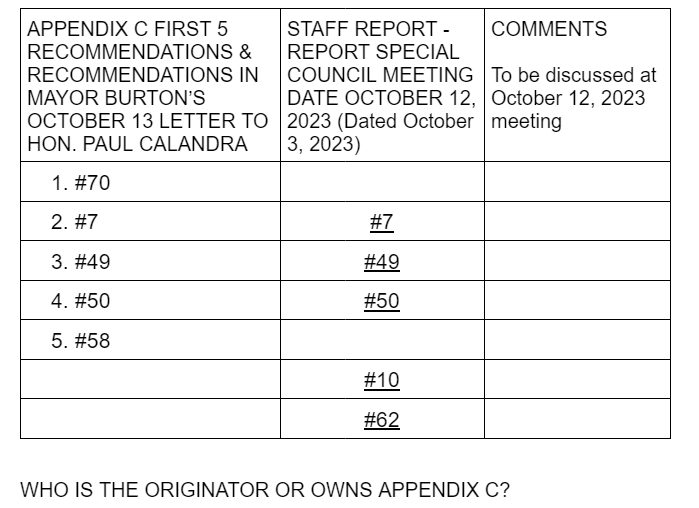 APPENDIX C FIRST 5
RECOMMENDATIONS &
RECOMMENDATIONS IN
MAYOR BURTON'S
OCTOBER 13 LETTER TO
HON. PAUL CALANDRA
STAFF REPORT -
REPORT SPECIAL
COUNCIL MEETING
DATE OCTOBER 12,
2023 (Dated October
3, 2023)
COMMENTS
To be discussed at
October 12, 2023
meeting
1. #70
2. #7 #7
3. #49 #49
4. #50 #50
5. #58
#10
#62
WHO IS THE ORIGINATOR OR OWNS APPENDIX C?